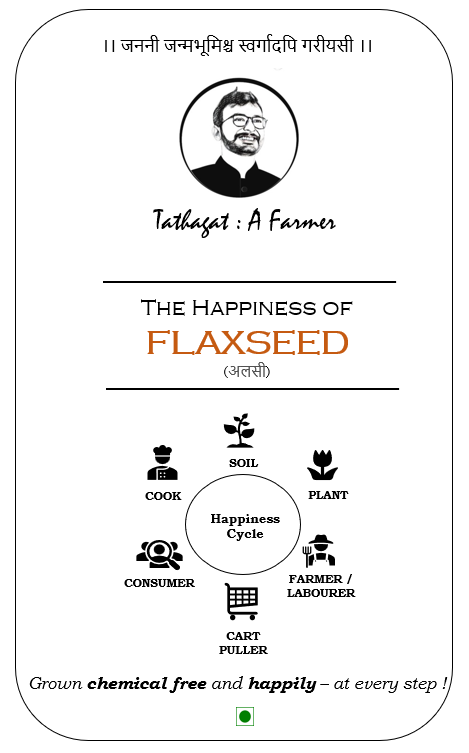 ।। जननी जन्मभूमिश्च स्वर्गादपि गरीयसी ।।
Tathagat : A Farmer
The Happiness of
FLAXSEED
(अलसी)
SOIL
COOK
PLANT
Happiness
Cycle
CONSUMER
FARMER /
LABOURER
CART
PULLER
Grown chemical free and happily – at every step !